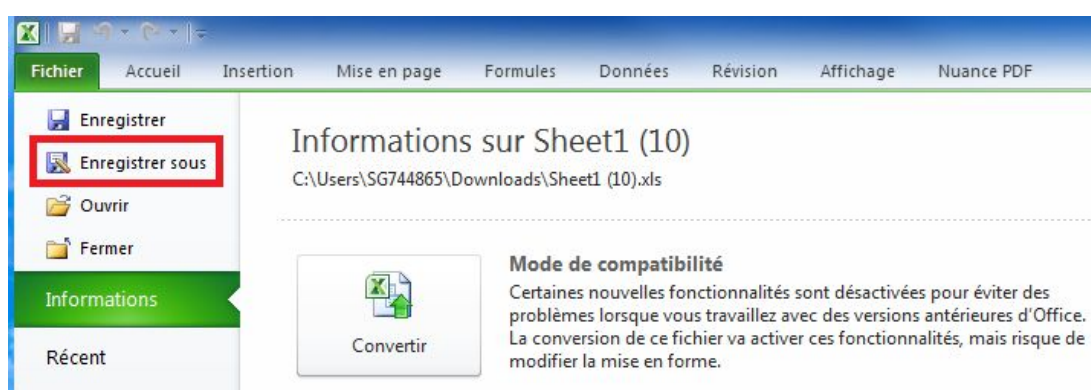 Fichier Accueil Insertion Mise en page Formules Données Révision Affichage Nuance PDF
Enregistrer
Enregistrer sous
Ouvrir
Fermer
Informations
Récent
Informations sur Sheet1 (10)
C:\Users\SG744865\Downloads\Sheet1 (10).xls
Convertir
Mode de compatibilité
Certaines nouvelles fonctionnalités sont désactivées pour éviter des
problèmes lorsque vous travaillez avec des versions antérieures d'Office.
La conversion de ce fichier va activer ces fonctionnalités, mais risque de
modifier la mise en forme.